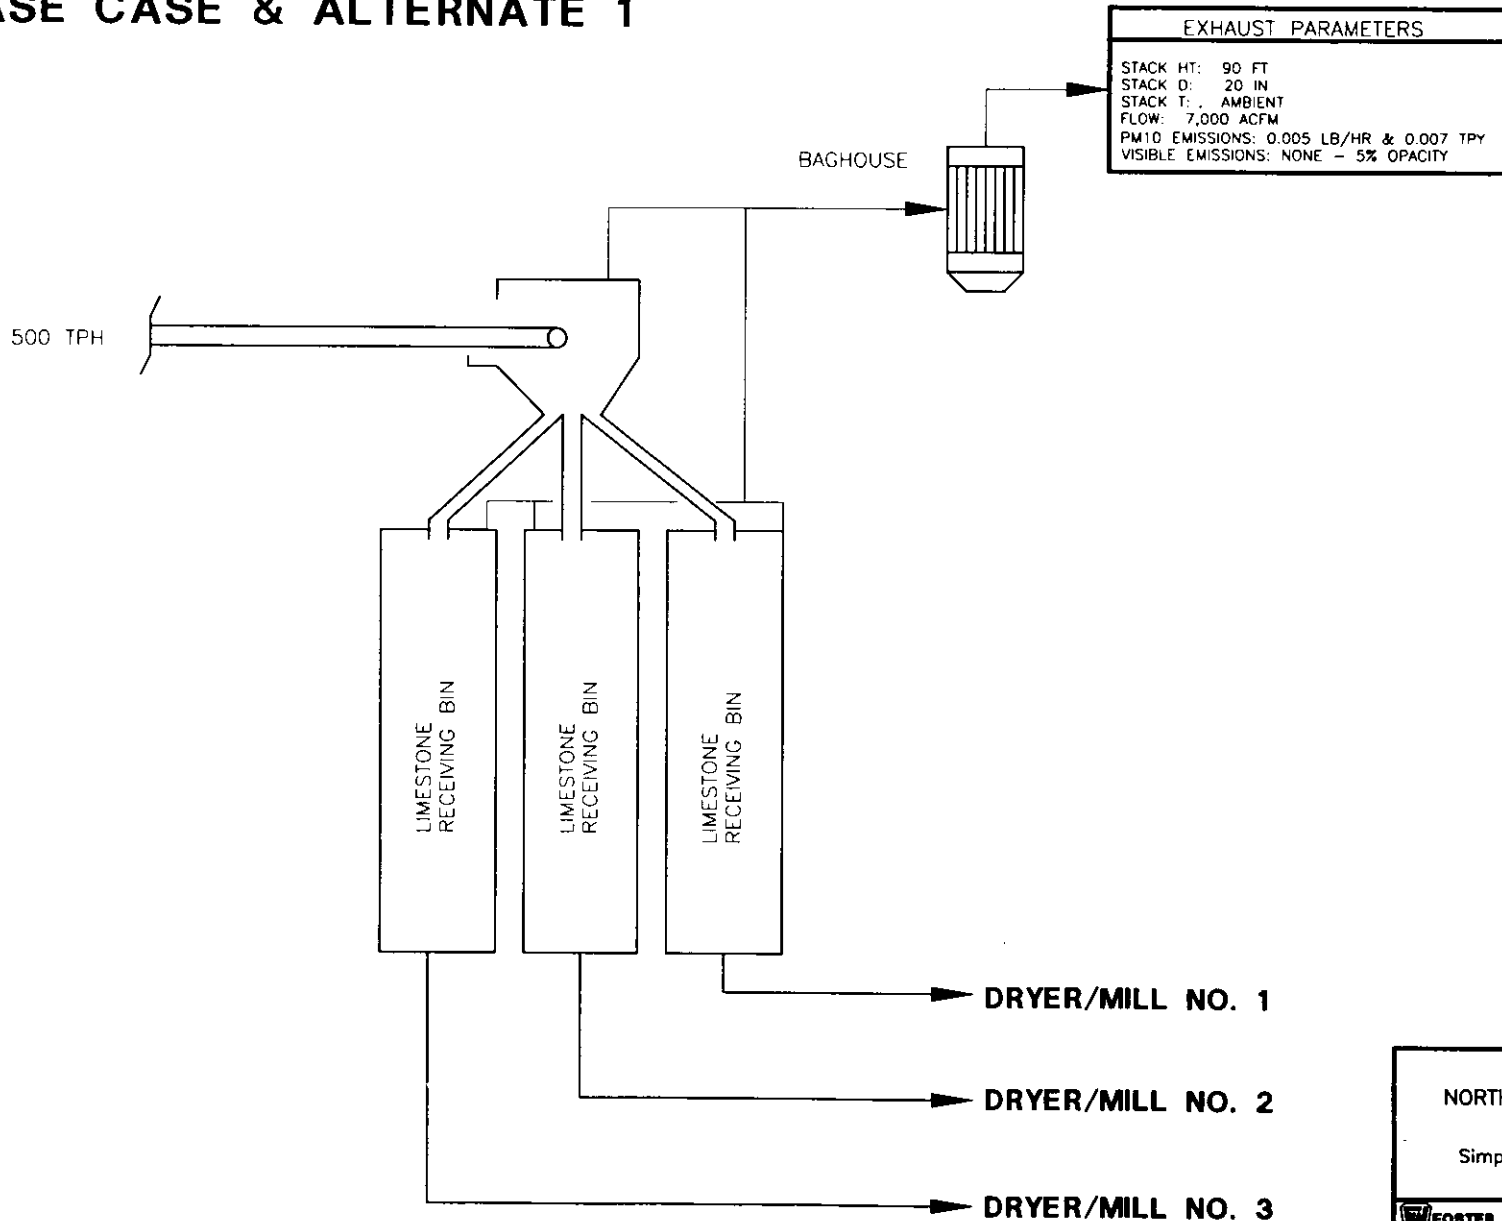 ASE CASE & ALTERNATE 1
EXHAUST PARAMETERS
STACK HT: 90 FT
STACK D: 20 IN
STACK T: . AMBIENT
FLOW: 7,000 ACFM
PM10 EMISSIONS: 0.005 LB/HR & 0.007 TPY
VISIBLE EMISSIONS: NONE – 5% OPACITY
BAGHOUSE
500 TPH
LIMESTONE
RECEIVING BIN
LIMESTONE
RECEIVING BIN
LIMESTONE
RECEIVING BIN
DRYER/MILL NO. 1
DRYER/MILL NO. 2
DRYER/MILL NO. 3
NORTH
Simp
FOSTER